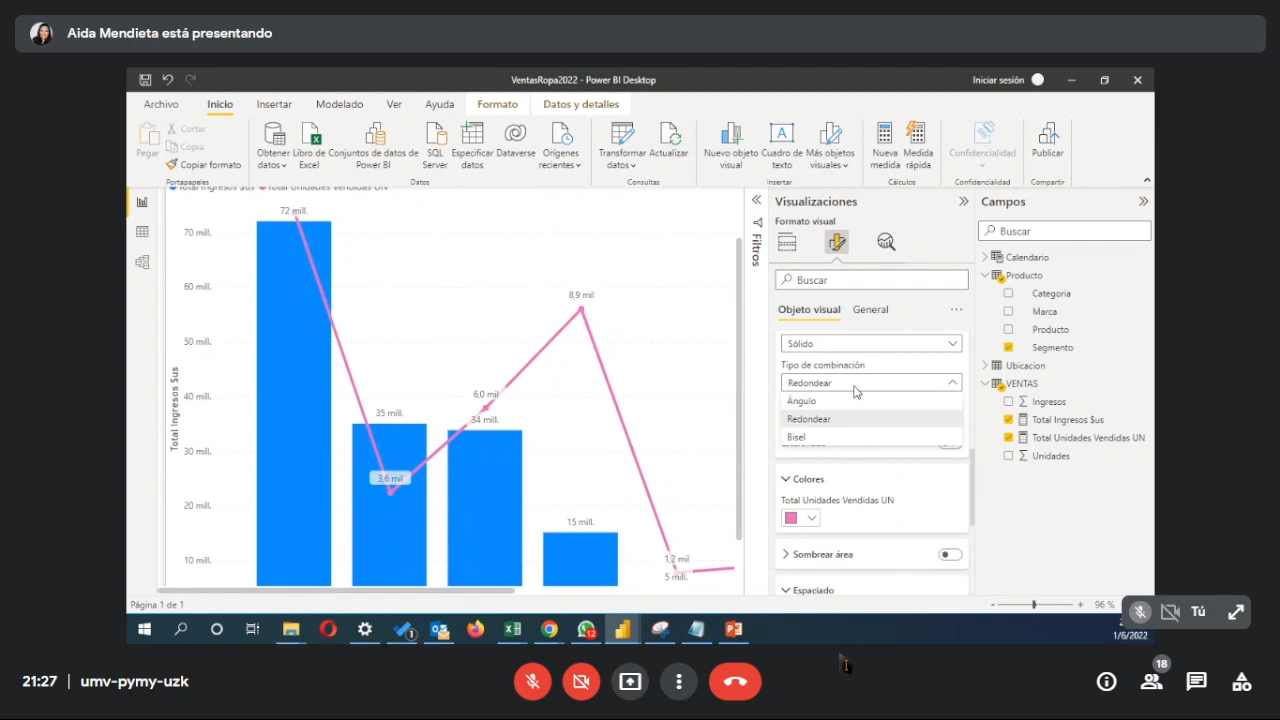 Aida Mendieta está presentando
VentasRopa2022 - Power BI Desktop
Iniciar sesión
Archivo Inicio Insertar Modelado Ver Ayuda Formato Datos y detalles
Pegar
Cortar
Copia
Copiar formato
Portapapeles
Obtener datos
Libro de Excel
Conjuntos de datos de Power BI
SQL Server
Especificar datos
Dataverse
Orígenes recientes
Datos
Transformar datos
Actualizar
Consultas
Nuevo objeto visual
Cuadro de texto
Más objetos visuales
Insertar
Nueva medida
Medida rápida
Cálculos
Confidencialidad
Confidencialidad
Publicar
Compartir
Total Ingresos $us Total Unidades Vendidas UN
Total Ingresos $us
70 mill.
60 mill.
50 mill.
40 mill.
30 mill.
20 mill.
10 mill.
72 mill.
35 mill.
3,6 mil
6,0 mil
34 mill.
8,9 mil
15 mill.
1,2 mil
5 mill.
Filtros
Visualizaciones
Formato visual
Buscar
Objeto visual General
Sólido
Tipo de combinación
Redondear
Ángulo
Redondear
Bisel
Colores
Total Unidades Vendidas UN
Sombrear área
Espaciado
Campos
Buscar
Calendario
Producto
Categoria
Marca
Producto
Segmento
Ubicacion
VENTAS
Ingresos
Total Ingresos $us
Total Unidades Vendidas UN
Unidades
Página 1 de 1
96 %
Tú
1
12
1/6/2022
21:27 | umv-pymy-uzk
18